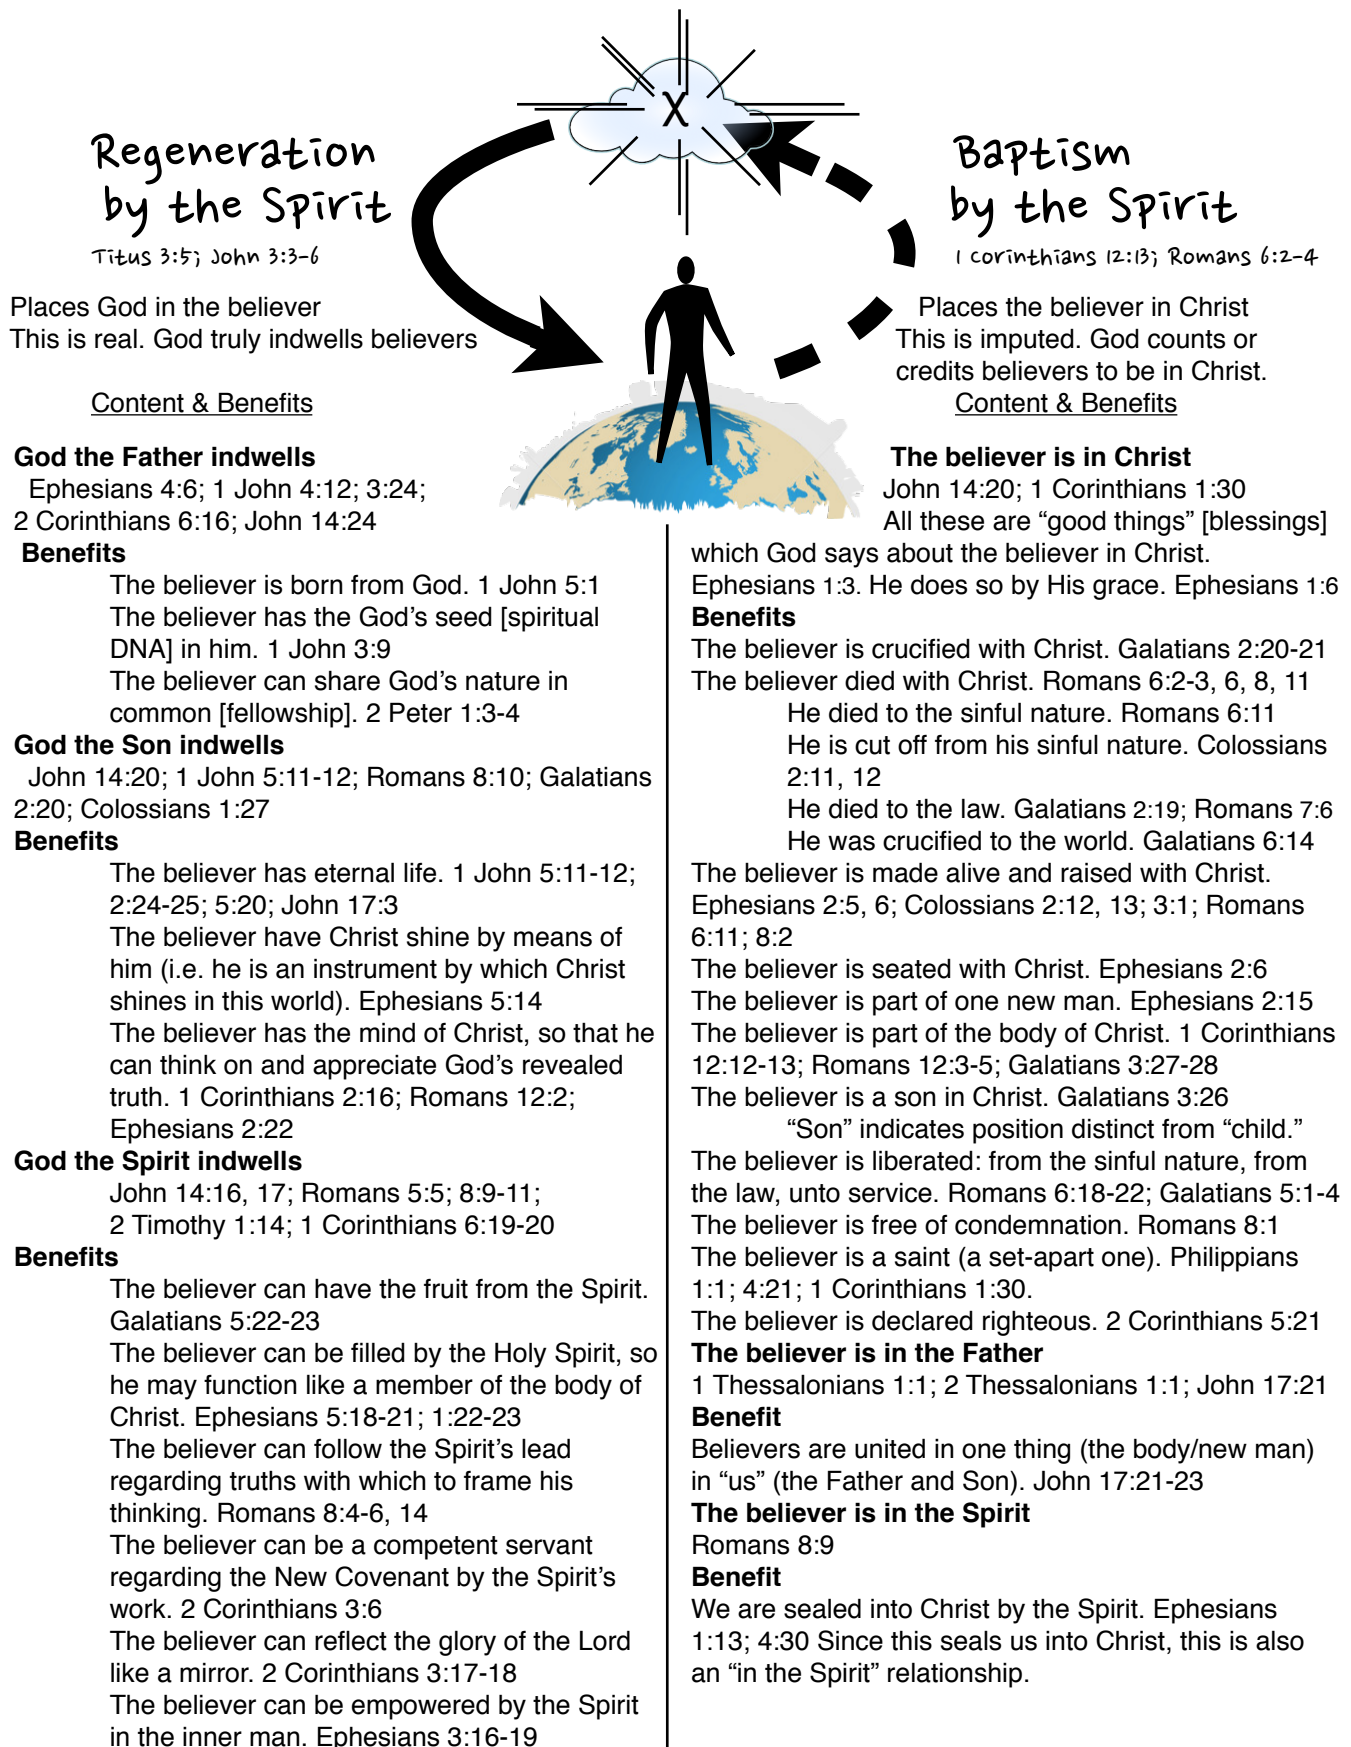 X
Regeneration
by the Spirit
Titus 3:5; John 3:3-6
Places God in the believer
This is real. God truly indwells believers
Content & Benefits
God the Father indwells
Ephesians 4:6; 1 John 4:12; 3:24;
2 Corinthians 6:16; John 14:24
Benefits
The believer is born from God. 1 John 5:1
The believer has the God's seed [spiritual
DNA] in him. 1 John 3:9
The believer can share God's nature in
common [fellowship]. 2 Peter 1:3-4
God the Son indwells
John 14:20; 1 John 5:11-12; Romans 8:10; Galatians
2:20; Colossians 1:27
Benefits
The believer has eternal life. 1 John 5:11-12;
2:24-25; 5:20; John 17:3
The believer have Christ shine by means of
him (i.e. he is an instrument by which Christ
shines in this world). Ephesians 5:14
The believer has the mind of Christ, so that he
can think on and appreciate God's revealed
truth. 1 Corinthians 2:16; Romans 12:2;
Ephesians 2:22
God the Spirit indwells
John 14:16, 17; Romans 5:5; 8:9-11;
2 Timothy 1:14; 1 Corinthians 6:19-20
Benefits
The believer can have the fruit from the Spirit.
Galatians 5:22-23
The believer can be filled by the Holy Spirit, so
he may function like a member of the body of
Christ. Ephesians 5:18-21; 1:22-23
The believer can follow the Spirit's lead
regarding truths with which to frame his
thinking. Romans 8:4-6, 14
The believer can be a competent servant
regarding the New Covenant by the Spirit's
work. 2 Corinthians 3:6
The believer can reflect the glory of the Lord
like a mirror. 2 Corinthians 3:17-18
The believer can be empowered by the Spirit
in the inner man. Ephesians 3:16-19
Baptism
by the Spirit
1 Corinthians 12:13; Romans 6:2-4
Places the believer in Christ
This is imputed. God counts or
credits believers to be in Christ.
Content & Benefits
The believer is in Christ
John 14:20; 1 Corinthians 1:30
All these are “good things” [blessings]
which God says about the believer in Christ.
Ephesians 1:3. He does so by His grace. Ephesians 1:6
Benefits
The believer is crucified with Christ. Galatians 2:20-21
The believer died with Christ. Romans 6:2-3, 6, 8, 11
He died to the sinful nature. Romans 6:11
He is cut off from his sinful nature. Colossians
2:11, 12
He died to the law. Galatians 2:19; Romans 7:6
He was crucified to the world. Galatians 6:14
The believer is made alive and raised with Christ.
Ephesians 2:5, 6; Colossians 2:12, 13; 3:1; Romans
6:11; 8:2
The believer is seated with Christ. Ephesians 2:6
The believer is part of one new man. Ephesians 2:15
The believer is part of the body of Christ. 1 Corinthians
12:12-13; Romans 12:3-5; Galatians 3:27-28
The believer is a son in Christ. Galatians 3:26
“Son” indicates position distinct from “child.”
The believer is liberated: from the sinful nature, from
the law, unto service. Romans 6:18-22; Galatians 5:1-4
The believer is free of condemnation. Romans 8:1
The believer is a saint (a set-apart one). Philippians
1:1; 4:21; 1 Corinthians 1:30.
The believer is declared righteous. 2 Corinthians 5:21
The believer is in the Father
1 Thessalonians 1:1; 2 Thessalonians 1:1; John 17:21
Benefit
Believers are united in one thing (the body/new man)
in “us” (the Father and Son). John 17:21-23
The believer is in the Spirit
Romans 8:9
Benefit
We are sealed into Christ by the Spirit. Ephesians
1:13; 4:30 Since this seals us into Christ, this is also
an “in the Spirit” relationship.